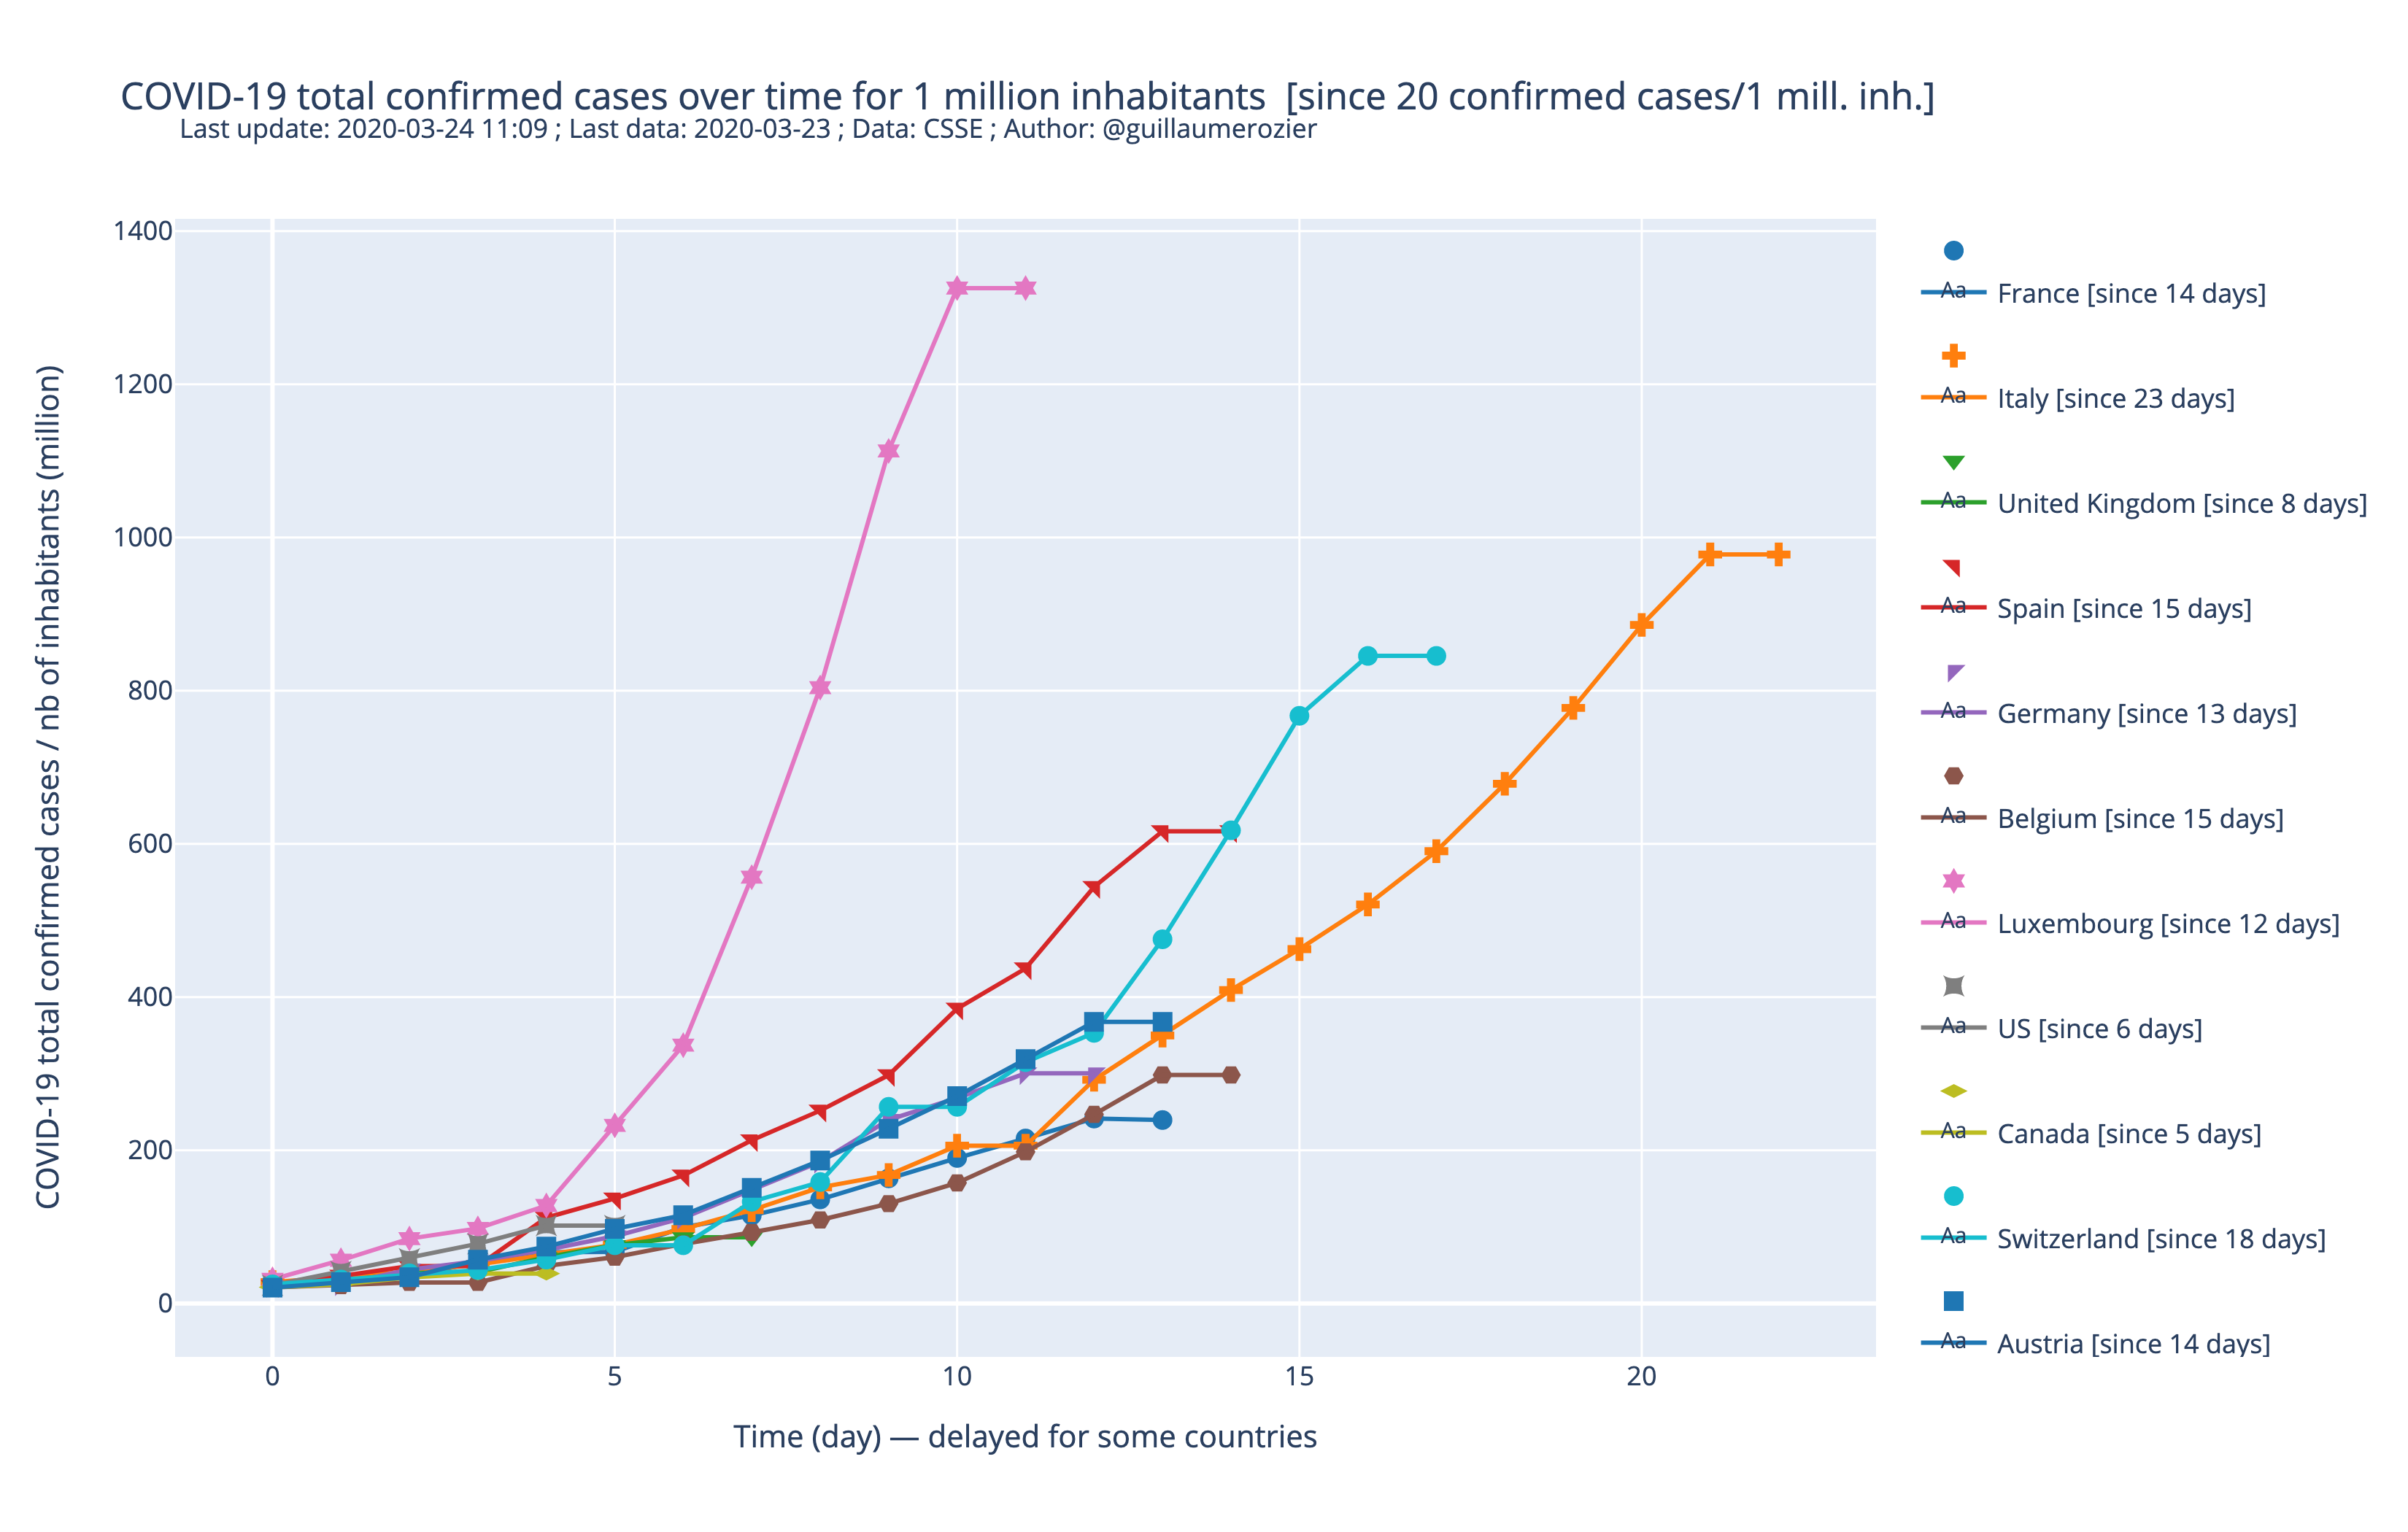 COVID-19 total confirmed cases over time for 1 million inhabitants  [since 20 confirmed cases/1 mill. inh.]
Last update: 2020-03-24 11:09 ; Last data: 2020-03-23 ; Data: CSSE ; Author: @guillaumerozier
COVID-19 total confirmed cases / nb of inhabitants (million)
1400
1200
1000
800
600
400
200
0
0
5
10
15
20
Time (day) — delayed for some countries
Aa France [since 14 days]
Aa Italy [since 23 days]
Aa United Kingdom [since 8 days]
Aa Spain [since 15 days]
Aa Germany [since 13 days]
Aa Belgium [since 15 days]
Aa Luxembourg [since 12 days]
Aa US [since 6 days]
Aa Canada [since 5 days]
Aa Switzerland [since 18 days]
Aa Austria [since 14 days]